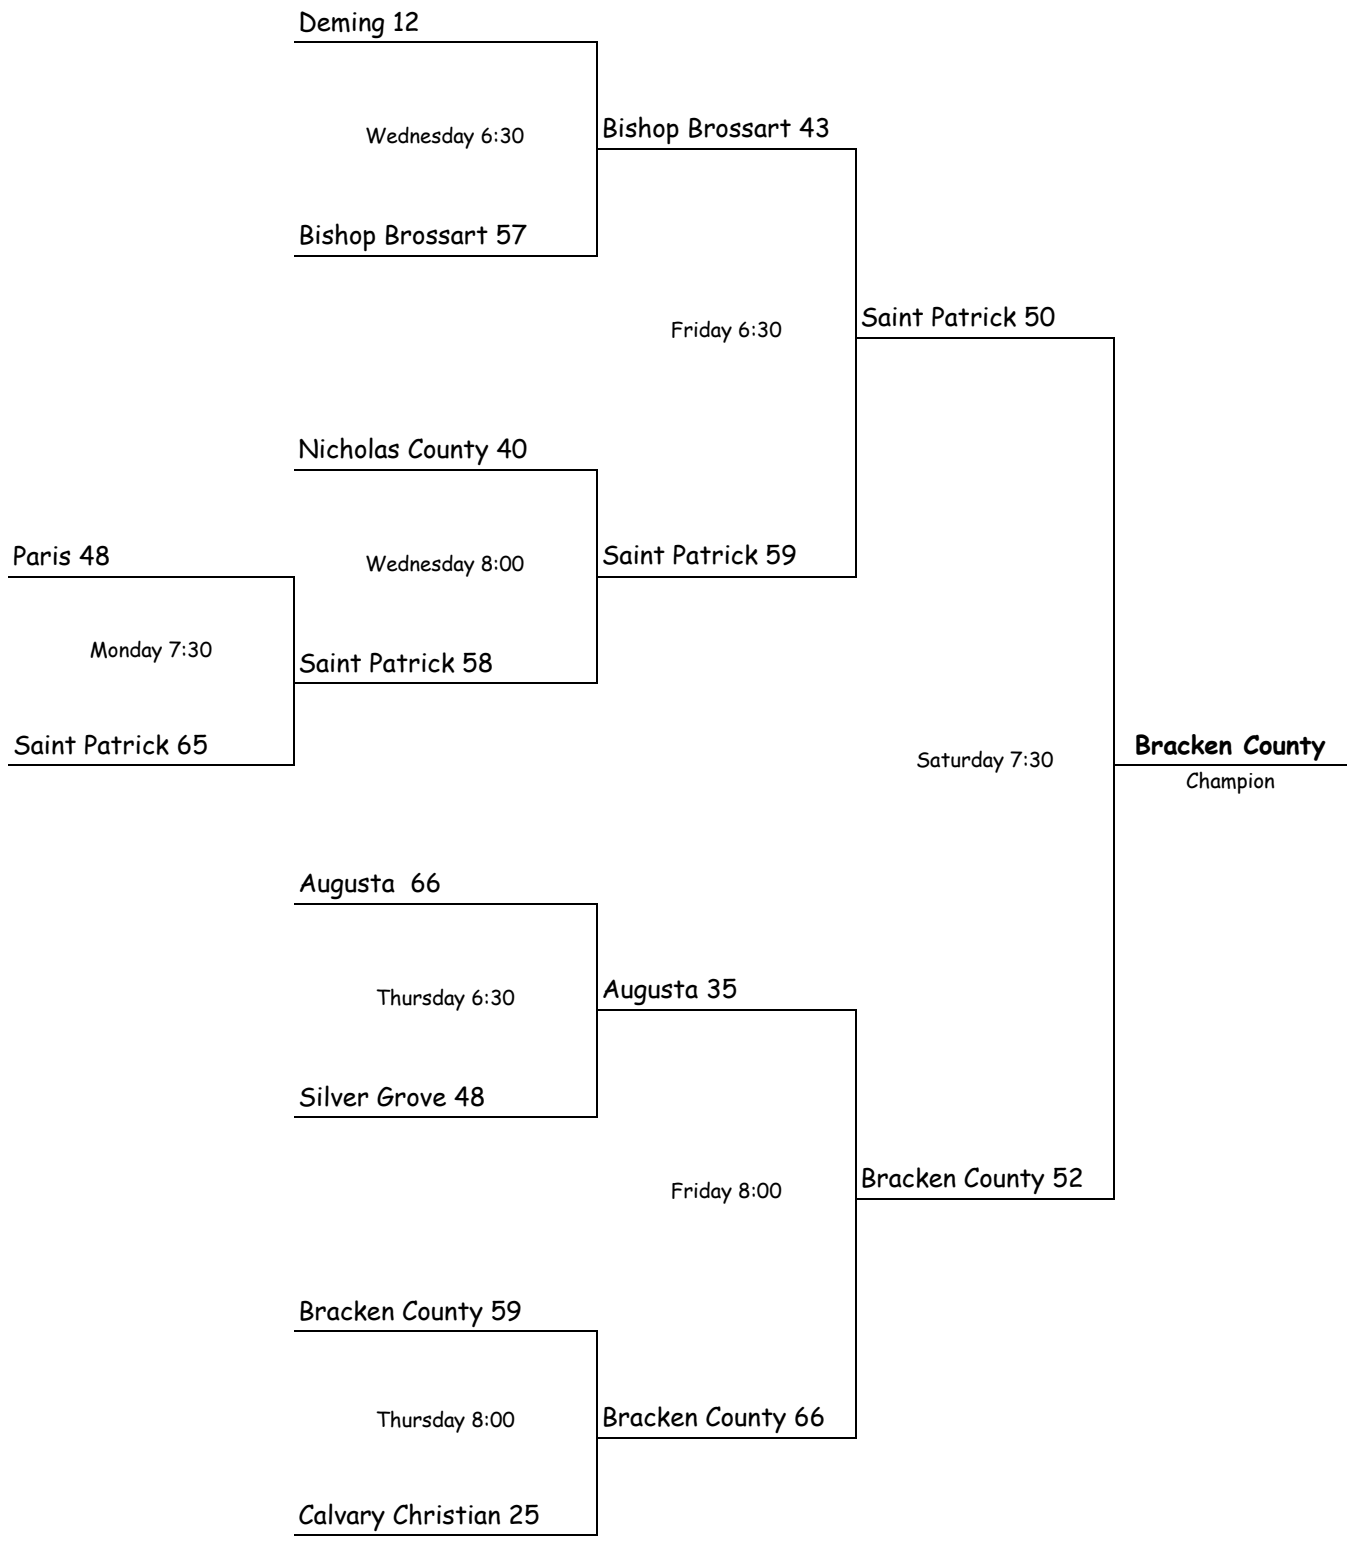 Deming 12
Wednesday 6:30
Bishop Brossart 43
Bishop Brossart 57
Friday 6:30
Saint Patrick 50
Nicholas County 40
Paris 48
Wednesday 8:00
Saint Patrick 59
Monday 7:30
Saint Patrick 58
Saint Patrick 65
Saturday 7:30
Bracken County
Champion
Augusta  66
Thursday 6:30
Augusta 35
Silver Grove 48
Friday 8:00
Bracken County 52
Bracken County 59
Thursday 8:00
Bracken County 66
Calvary Christian 25